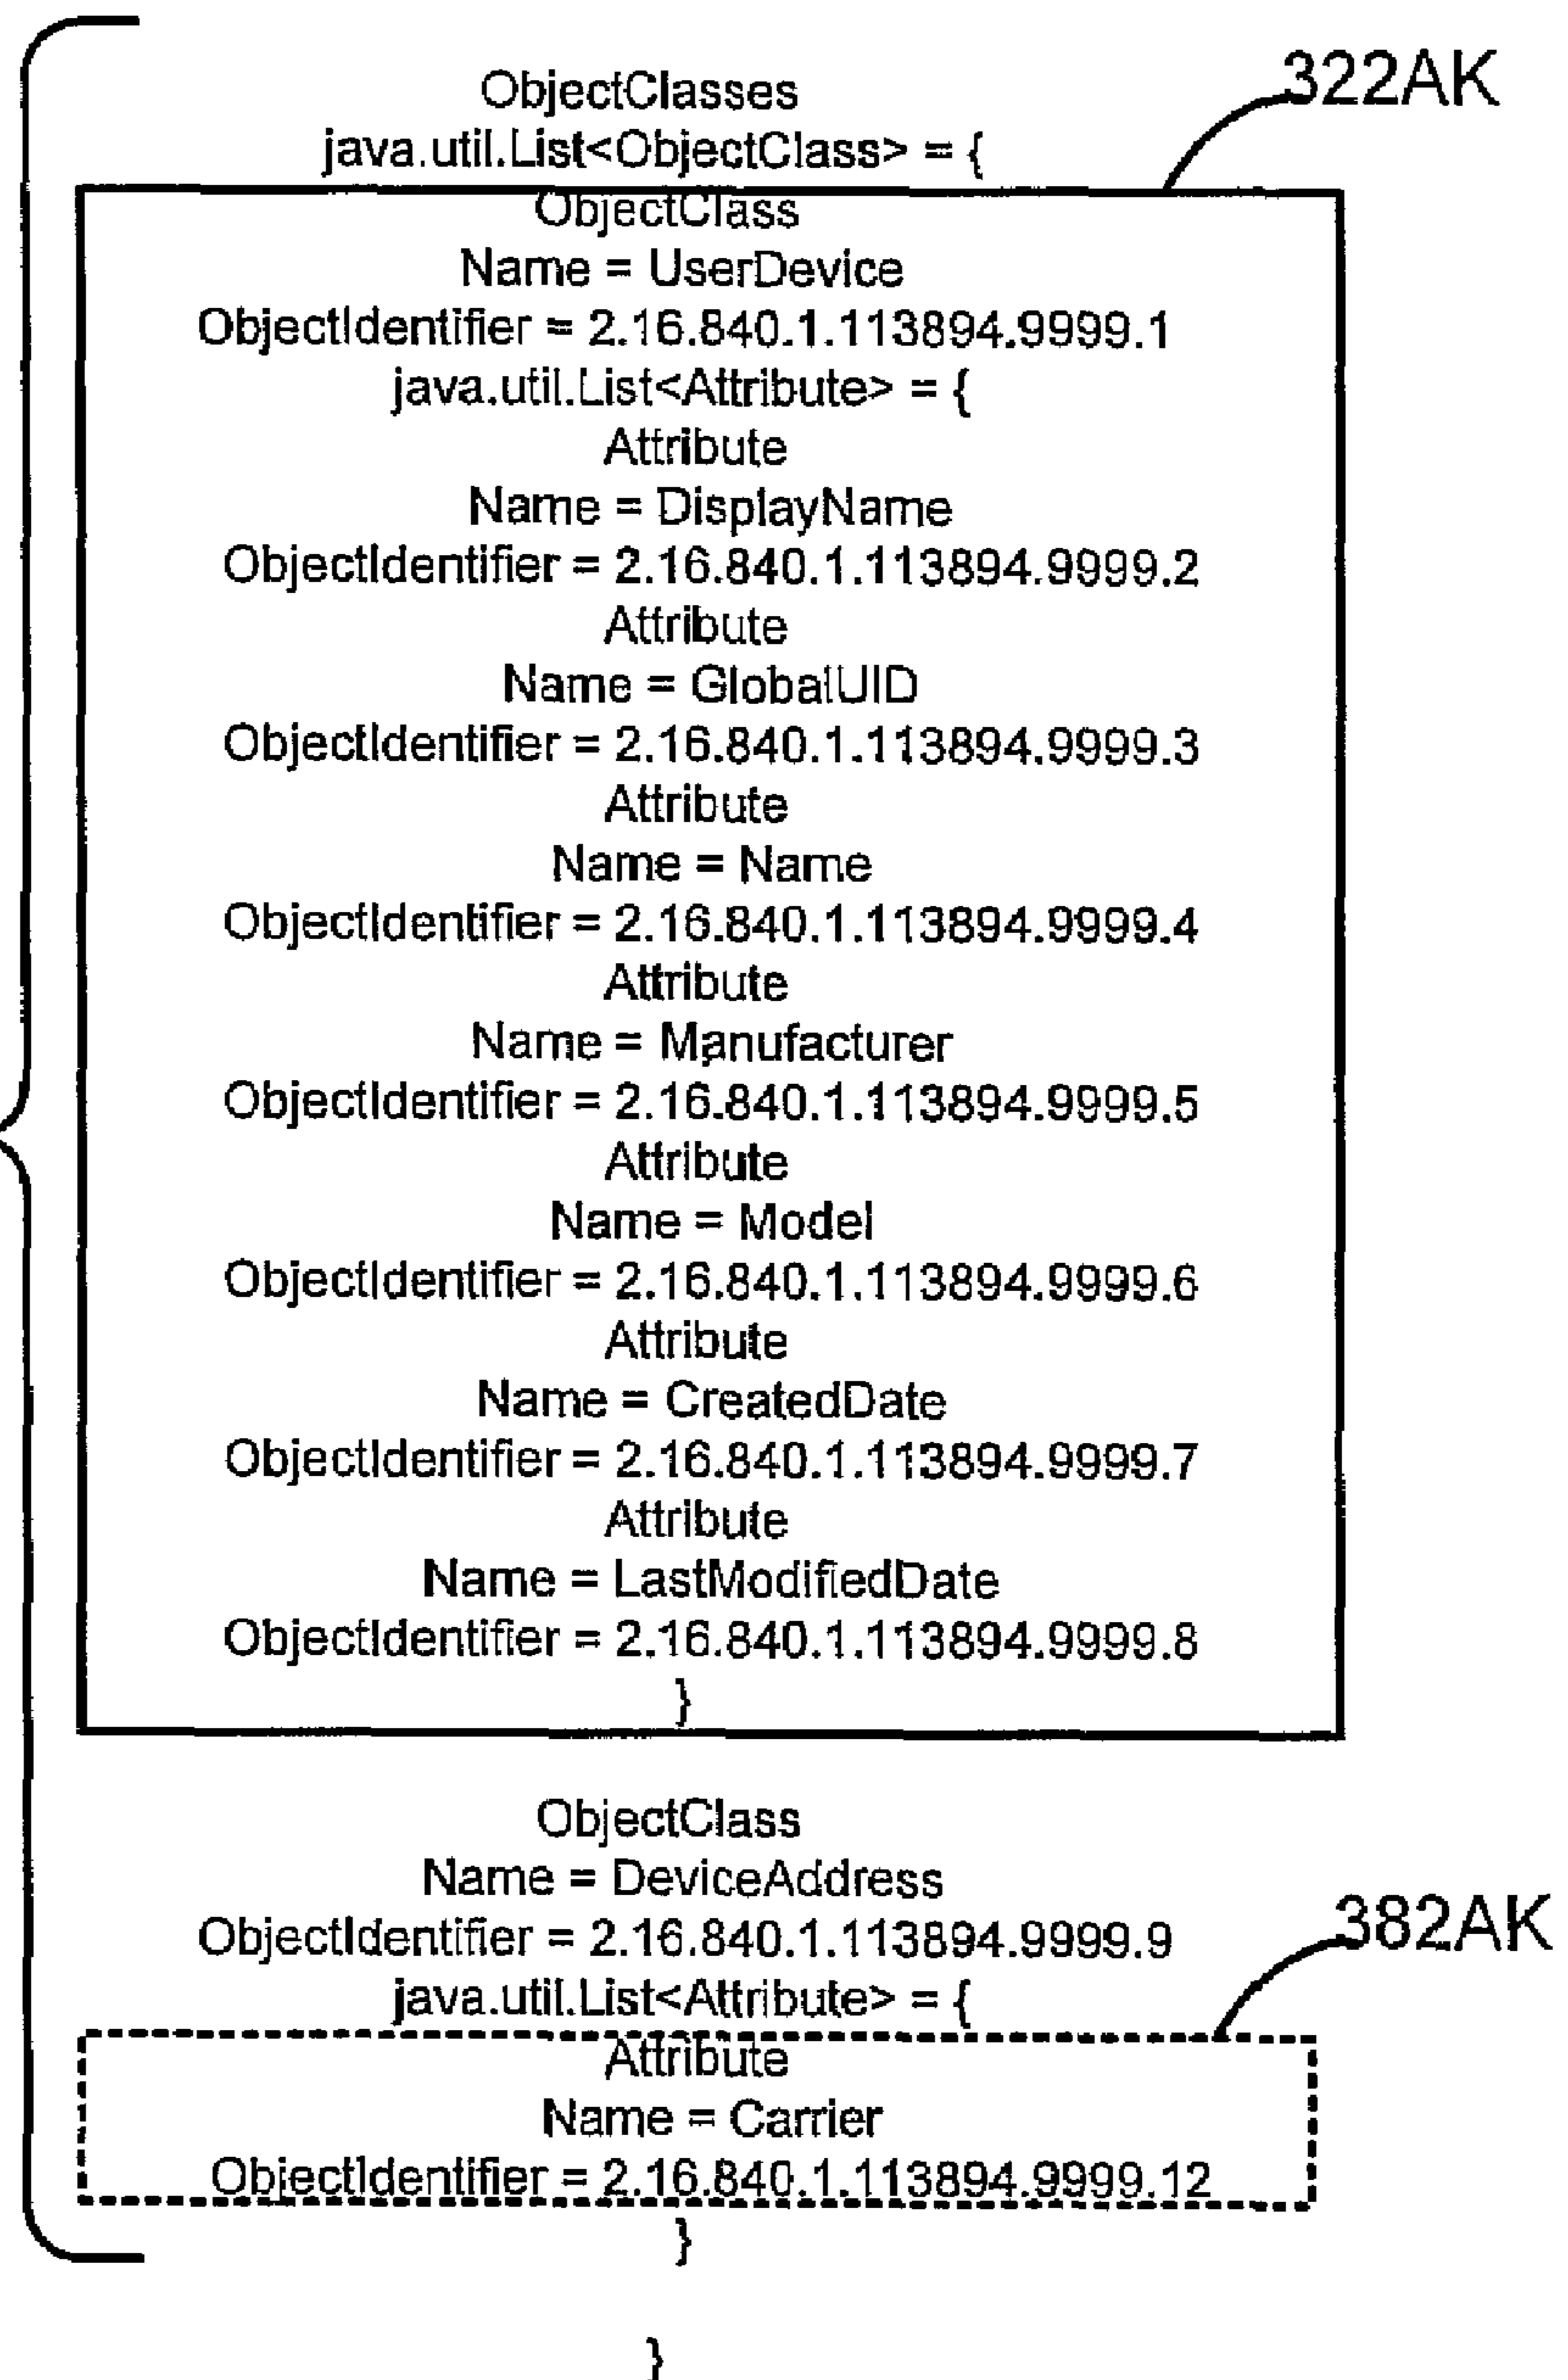 322AK
ObjectClasses
java.util.List<ObjectClass> = {
ObjectClass
Name = UserDevice
ObjectIdentifier = 2.16.840.1.113894.9999.1
java.util.List<Attribute> = {
Attribute
Name = DisplayName
ObjectIdentifier = 2.16.840.1.113894.9999.2
Attribute
Name = GlobalUID
ObjectIdentifier = 2.16.840.1.113894.9999.3
Attribute
Name = Name
ObjectIdentifier = 2.16.840.1.113894.9999.4
Attribute
Name = Manufacturer
ObjectIdentifier = 2.16.840.1.113894.9999.5
Attribute
Name = Model
ObjectIdentifier = 2.16.840.1.113894.9999.6
Attribute
Name = CreatedDate
ObjectIdentifier = 2.16.840.1.113894.9999.7
Attribute
Name = LastModifiedDate
ObjectIdentifier = 2.16.840.1.113894.9999.8
}
ObjectClass
Name = DeviceAddress
382AK
ObjectIdentifier = 2.16.840.1.113894.9999.9
java.util.List<Attribute> = {
Attribute
Name = Carrier
ObjectIdentifier = 2.16.840.1.113894.9999.12
}
}